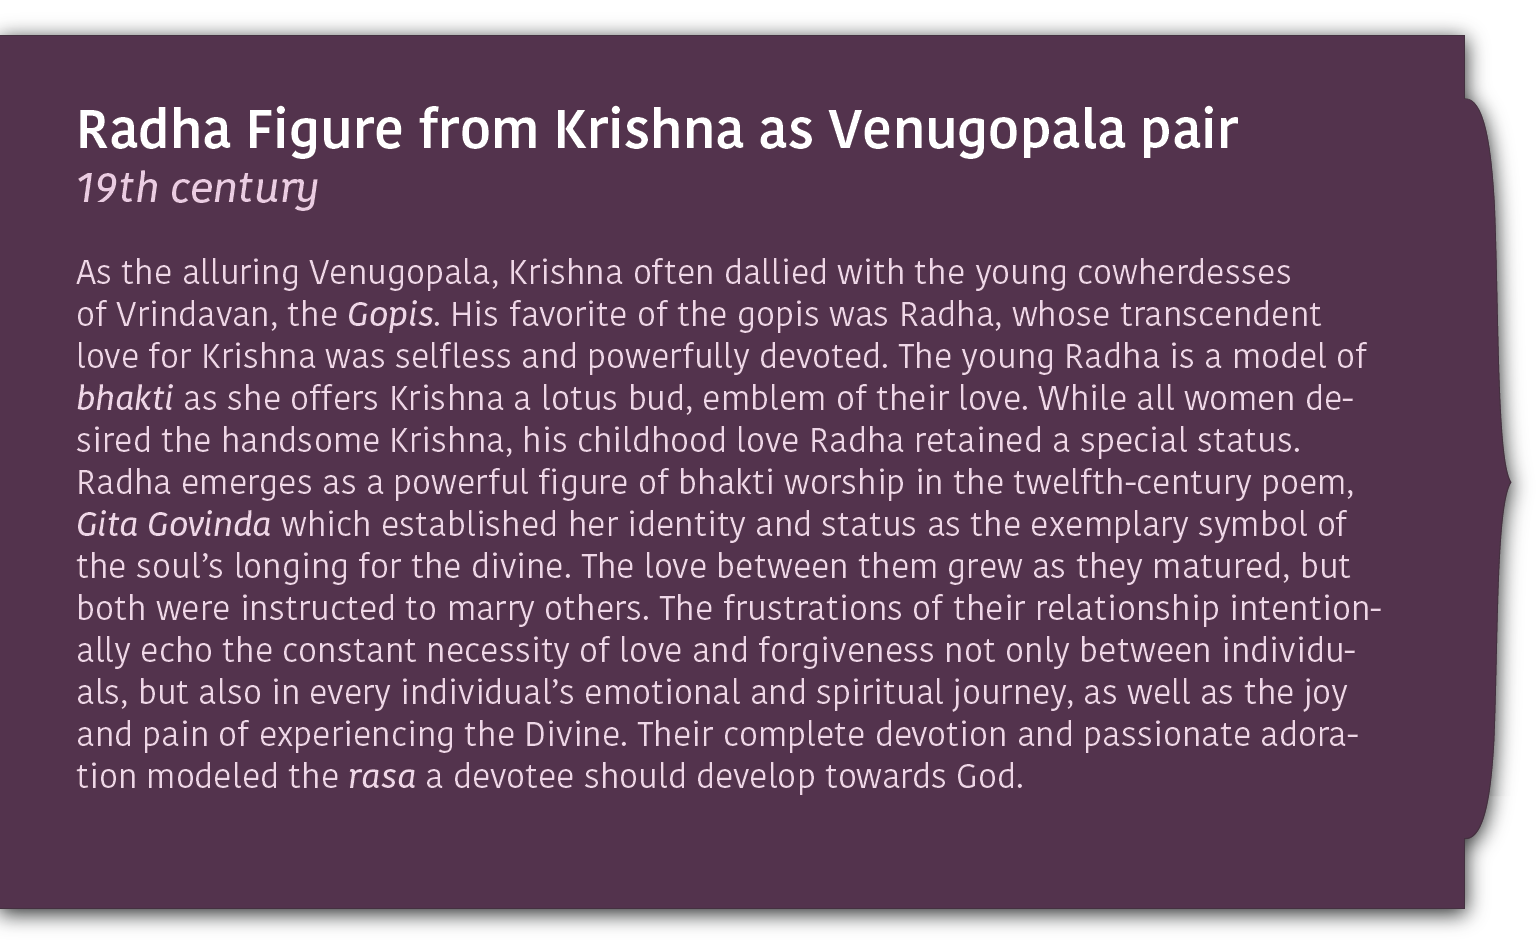 Radha Figure from Krishna as Venugopala pair
19th century
As the alluring Venugopala, Krishna often dallied with the young cowherdesses
of Vrindavan, the Gopis. His favorite of the gopis was Radha, whose transcendent
love for Krishna was selfless and powerfully devoted. The young Radha is a model of
bhakti as she offers Krishna a lotus bud, emblem of their love. While all women de-
sired the handsome Krishna, his childhood love Radha retained a special status.
Radha emerges as a powerful figure of bhakti worship in the twelfth-century poem,
Gita Govinda which established her identity and status as the exemplary symbol of
the soul’s longing for the divine. The love between them grew as they matured, but
both were instructed to marry others. The frustrations of their relationship intention-
ally echo the constant necessity of love and forgiveness not only between individu-
als, but also in every individual’s emotional and spiritual journey, as well as the joy
and pain of experiencing the Divine. Their complete devotion and passionate adora-
tion modeled the rasa a devotee should develop towards God.